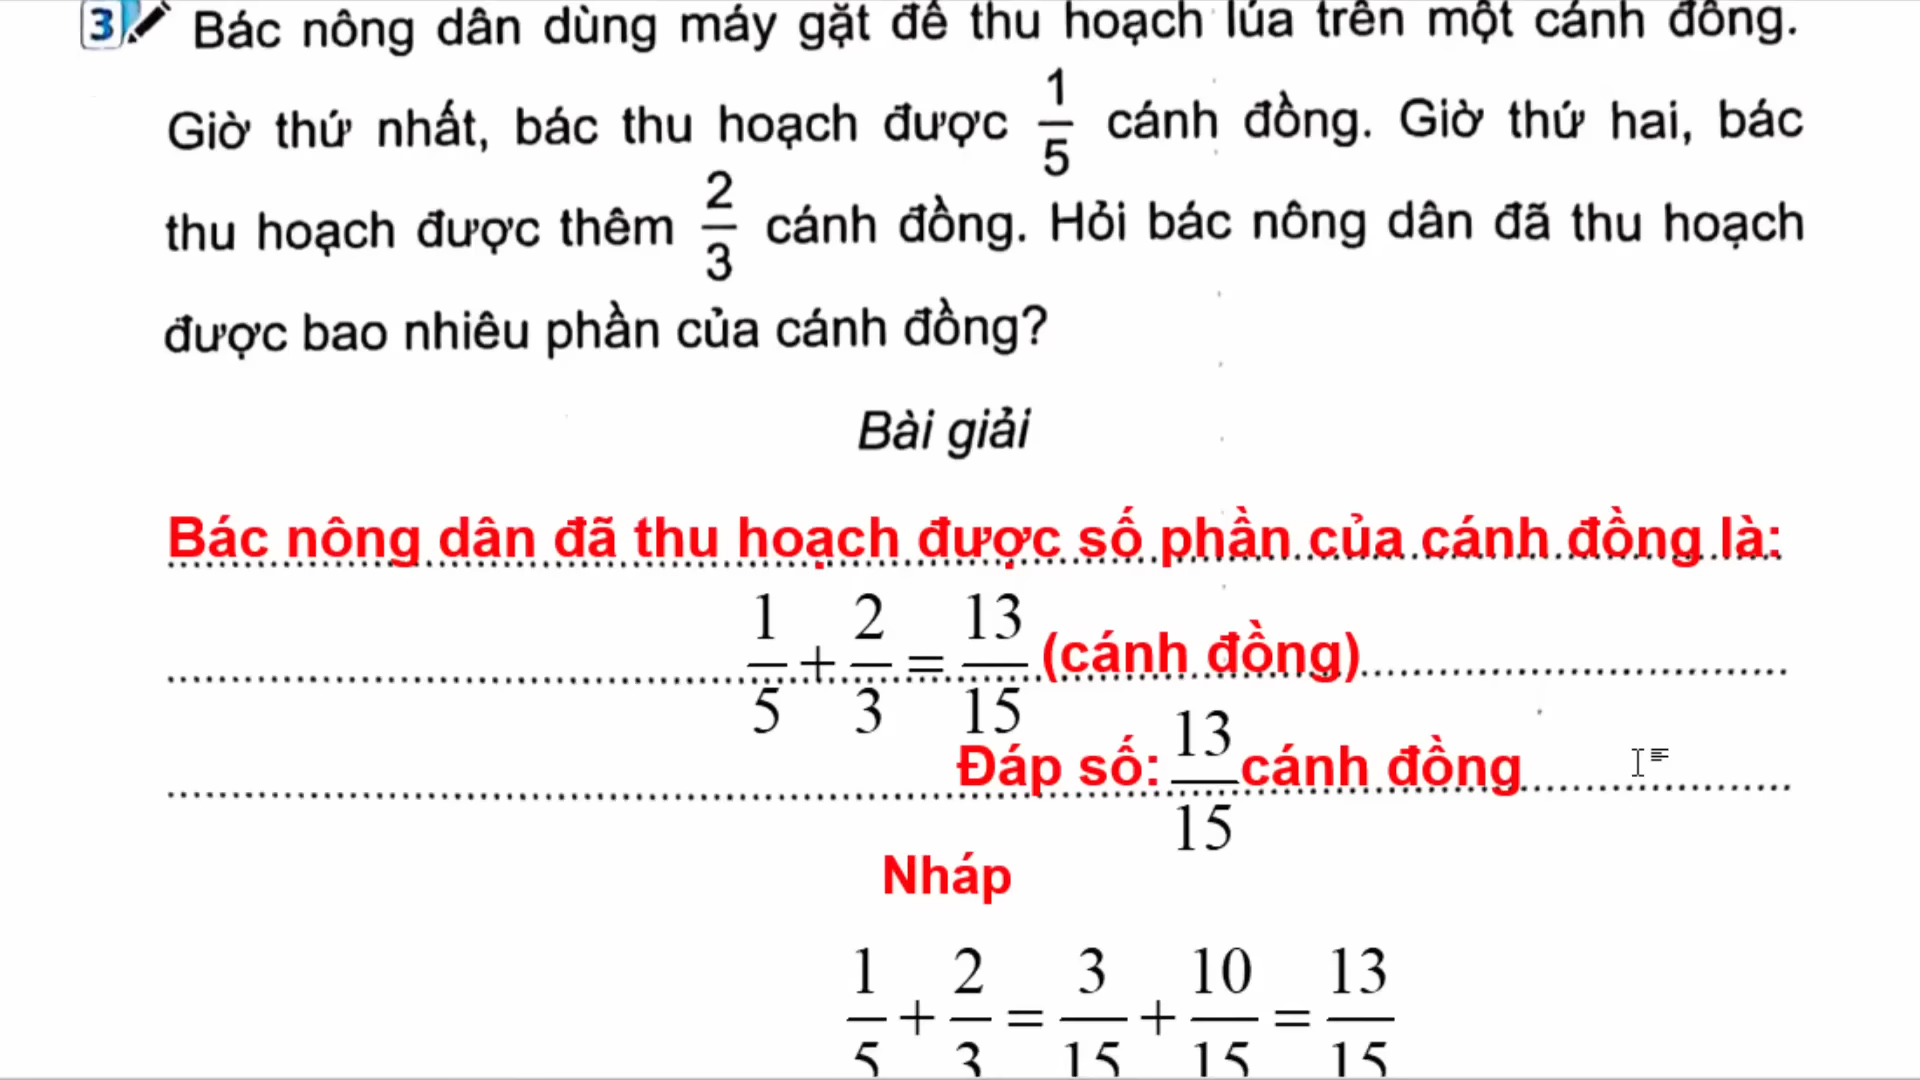 3 Bác nông dân dùng máy gặt để thu hoạch lúa trên một cánh đồng.
Giờ thứ nhất, bác thu hoạch được 1/5 cánh đồng. Giờ thứ hai, bác
thu hoạch được thêm 2/3 cánh đồng. Hỏi bác nông dân đã thu hoạch
được bao nhiêu phần của cánh đồng?
Bài giải
Bác nông dân đã thu hoạch được số phần của cánh đồng là:
1/5 + 2/3 = 13/15 (cánh đồng)
Đáp số: 13/15 cánh đồng
Nháp
1/5 + 2/3 = 3/15 + 10/15 = 13/15